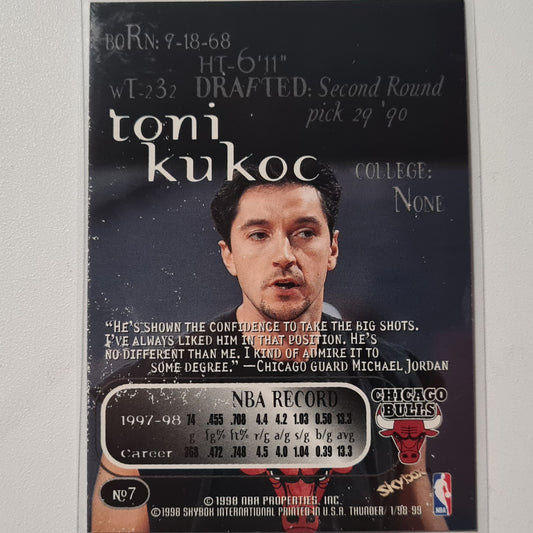 BORN: 9-18-68
HT-6'11"
WT-232 DRAFTED: Second Round
pick 29 '90
toni
kukoc
COLLEGE:
NONE
"HE'S SHOWN THE CONFIDENCE TO TAKE THE BIG SHOTS.
I'VE ALWAYS LIKED HIM IN THAT POSITION. HE'S
NO DIFFERENT THAN ME. I KIND OF ADMIRE IT TO
SOME DEGREE." —CHICAGO GUARD MICHAEL JORDAN
NBA RECORD
1997-98 74 .455 .708 4.4 4.2 1.03 0.50 13.3
g fg% ft% r/g a/g s/g b/g avg
Career 368 .472 .748 4.5 4.0 1.04 0.39 13.3
CHICAGO
BULLS
SkyBox
NBA
No7
©1998 NBA PROPERTIES, INC.
©1998 SKYBOX INTERNATIONAL PRINTED IN U.S.A. THUNDER/ 1/98-99